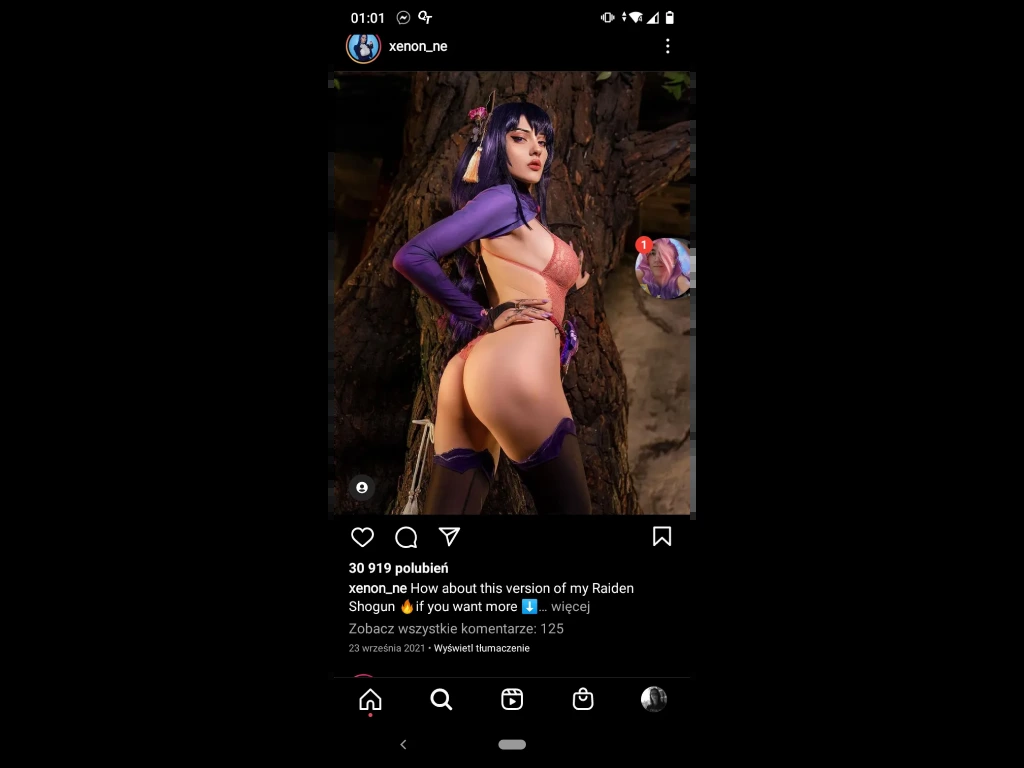 01:01
xenon_ne
1
30 919 polubień
xenon_ne How about this version of my Raiden
Shogun 🔥if you want more ⬇️... więcej
Zobacz wszystkie komentarze: 125
23 września 2021 • Wyświetl tłumaczenie